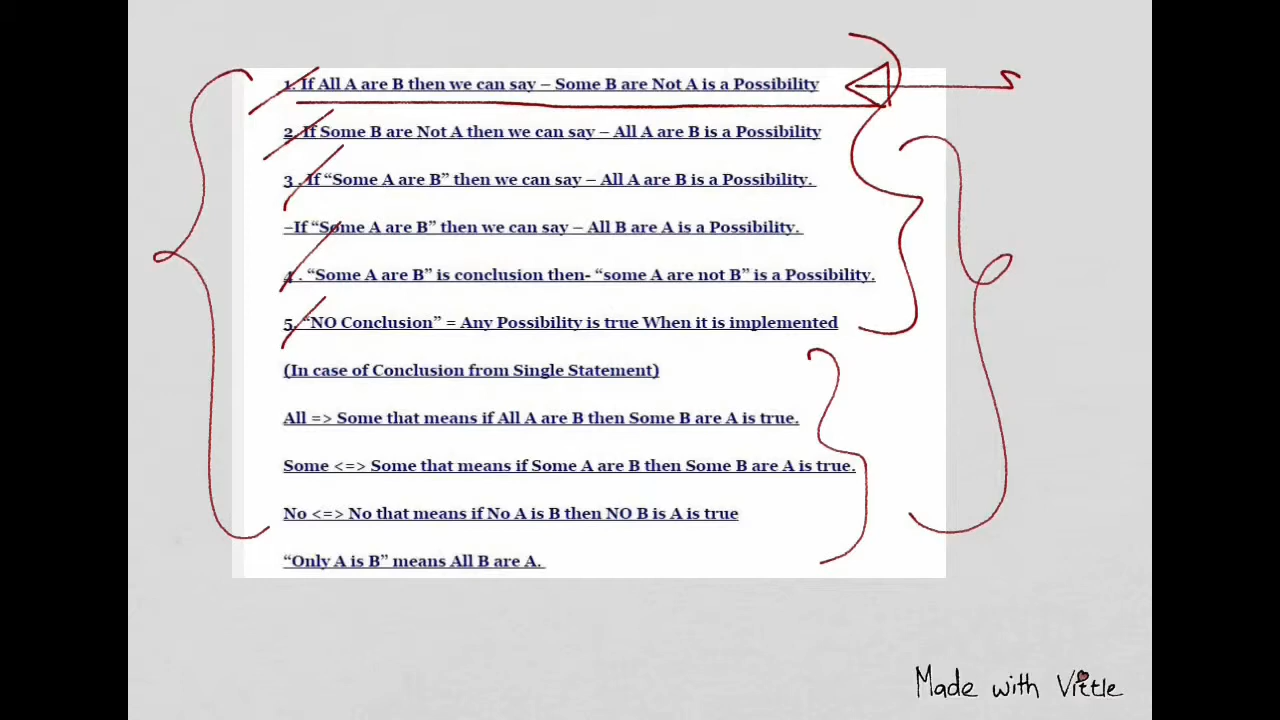 1. If All A are B then we can say – Some B are Not A is a Possibility
2. If Some B are Not A then we can say – All A are B is a Possibility
3 . If “Some A are B” then we can say – All A are B is a Possibility.
–If “Some A are B” then we can say – All B are A is a Possibility.
4 . “Some A are B” is conclusion then- “some A are not B” is a Possibility.
5. “NO Conclusion” = Any Possibility is true When it is implemented
(In case of Conclusion from Single Statement)
All => Some that means if All A are B then Some B are A is true.
Some <=> Some that means if Some A are B then Some B are A is true.
No <=> No that means if No A is B then NO B is A is true
“Only A is B” means All B are A.
Made with Vittle